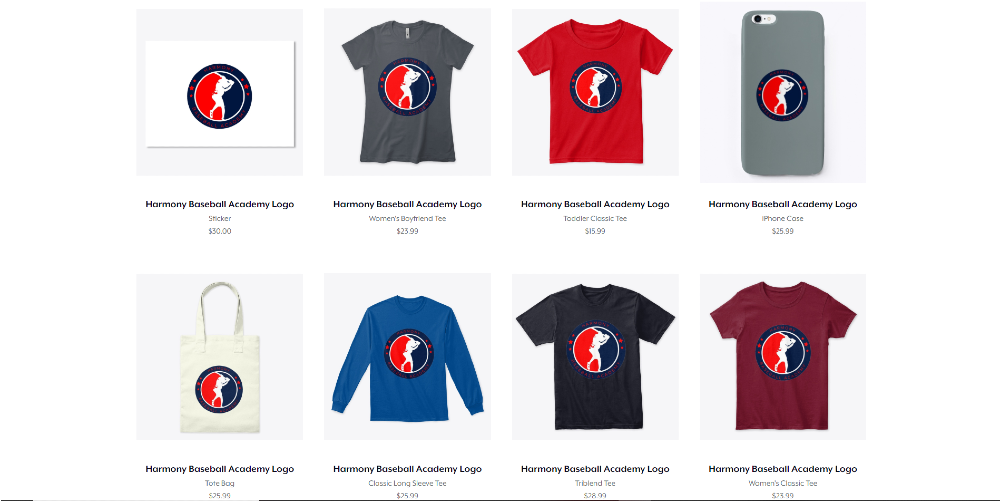 Harmony Baseball Academy Logo
Sticker
$30.00
Harmony Baseball Academy Logo
Women's Boyfriend Tee
$23.99
Harmony Baseball Academy Logo
Toddler Classic Tee
$15.99
Harmony Baseball Academy Logo
iPhone Case
$25.99
Harmony Baseball Academy Logo
Tote Bag
$25.99
Harmony Baseball Academy Logo
Classic Long Sleeve Tee
$25.99
Harmony Baseball Academy Logo
Triblend Tee
$28.99
Harmony Baseball Academy Logo
Women's Classic Tee
$23.99